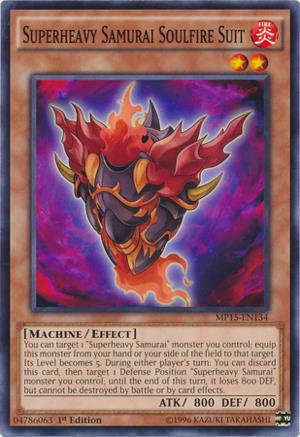 SUPERHEAVY SAMURAI SOULFIRE SUIT
FIRE
炎
MP15-EN134
[MACHINE / EFFECT]
You can target 1 "Superheavy Samurai" monster you control; equip
this monster from your hand or your side of the field to that target.
Its Level becomes 5. During either player's turn: You can discard
this card, then target 1 Defense Position "Superheavy Samurai"
monster you control; until the end of this turn, it loses 800 DEF,
but cannot be destroyed by battle or by card effects.
ATK/ 800 DEF/ 800
04786063 1st Edition ©1996 KAZUKI TAKAHASHI